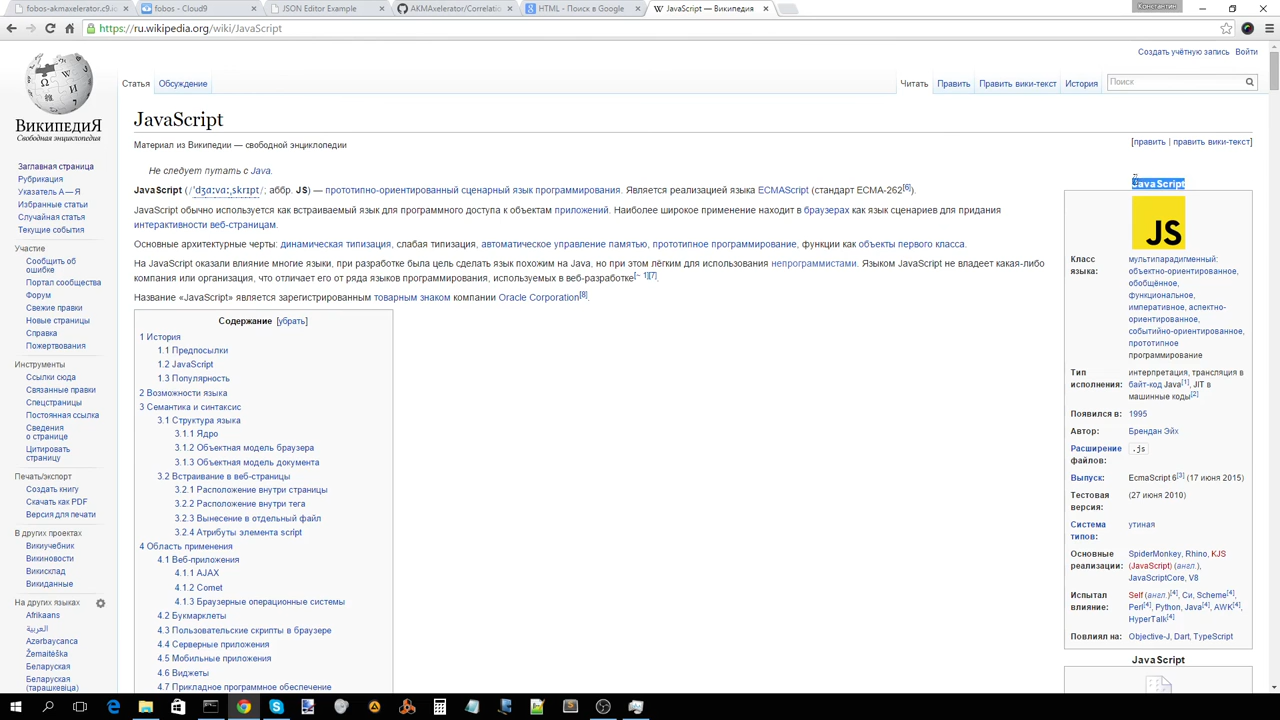 fobos-akmaxelerator.c9.io
fobos - Cloud9
JSON Editor Example
AKMAxelerator/Correlatio
HTML - Поиск в Google
JavaScript — Википедия
Константин
https://ru.wikipedia.org/wiki/JavaScript
Создать учётную запись Войти
Статья Обсуждение Читать Править Править вики-текст История Поиск
ВИКИПЕДИЯ
Свободная энциклопедия
Заглавная страница
Рубрикация
Указатель А — Я
Избранные статьи
Случайная статья
Текущие события
Участие
Сообщить об
ошибке
Портал сообщества
Форум
Свежие правки
Новые страницы
Справка
Пожертвования
Инструменты
Ссылки сюда
Связанные правки
Спецстраницы
Постоянная ссылка
Сведения
о странице
Цитировать
страницу
Печать/экспорт
Создать книгу
Скачать как PDF
Версия для печати
В других проектах
Викиучебник
Викиновости
Викисклад
Викиданные
На других языках
Afrikaans
العربية
Azərbaycanca
Žemaitėška
Беларуская
Беларуская
(тарашкевіца)
JavaScript
Материал из Википедии — свободной энциклопедии
[править | править вики-текст]
Не следует путать с Java.
JavaScript (/ˈdʒɑːvɑːˌskrɪpt/; аббр. JS) — прототипно-ориентированный сценарный язык программирования. Является реализацией языка ECMAScript (стандарт ECMA-262[6]).
JavaScript обычно используется как встраиваемый язык для программного доступа к объектам приложений. Наиболее широкое применение находит в браузерах как язык сценариев для придания
интерактивности веб-страницам.
Основные архитектурные черты: динамическая типизация, слабая типизация, автоматическое управление памятью, прототипное программирование, функции как объекты первого класса.
На JavaScript оказали влияние многие языки, при разработке была цель сделать язык похожим на Java, но при этом лёгким для использования непрограммистами. Языком JavaScript не владеет какая-либо
компания или организация, что отличает его от ряда языков программирования, используемых в веб-разработке[~ 1][7].
Название «JavaScript» является зарегистрированным товарным знаком компании Oracle Corporation[8].
Содержание [убрать]
1 История
1.1 Предпосылки
1.2 JavaScript
1.3 Популярность
2 Возможности языка
3 Семантика и синтаксис
3.1 Структура языка
3.1.1 Ядро
3.1.2 Объектная модель браузера
3.1.3 Объектная модель документа
3.2 Встраивание в веб-страницы
3.2.1 Расположение внутри страницы
3.2.2 Расположение внутри тега
3.2.3 Вынесение в отдельный файл
3.2.4 Атрибуты элемента script
4 Область применения
4.1 Веб-приложения
4.1.1 AJAX
4.1.2 Comet
4.1.3 Браузерные операционные системы
4.2 Букмарклеты
4.3 Пользовательские скрипты в браузере
4.4 Серверные приложения
4.5 Мобильные приложения
4.6 Виджеты
4.7 Прикладное программное обеспечение
JavaScript
JS
Класс языка: мультипарадигменный:
объектно-ориентированное,
обобщённое,
функциональное,
императивное, аспектно-
ориентированное,
событийно-ориентированное,
прототипное
программирование
Тип исполнения: интерпретация, трансляция в
байт-код Java[1], JIT в
машинные коды[2]
Появился в: 1995
Автор: Брендан Эйх
Расширение файлов: .js
Выпуск: EcmaScript 6[3] (17 июня 2015)
Тестовая версия: (27 июня 2010)
Система типов: утиная
Основные реализации: SpiderMonkey, Rhino, KJS
(JavaScript) (англ.),
JavaScriptCore, V8
Испытал влияние: Self (англ.)[4], Си, Scheme[4],
Perl[4], Python, Java[4], AWK[4],
HyperTalk[4]
Повлиял на: Objective-J, Dart, TypeScript
JavaScript